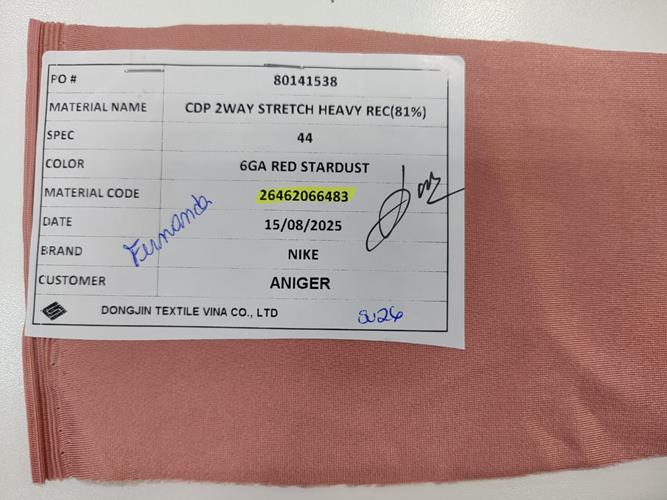 PO # 80141538
MATERIAL NAME CDP 2WAY STRETCH HEAVY REC(81%)
SPEC 44
COLOR 6GA RED STARDUST
MATERIAL CODE 26462066483
DATE 15/08/2025
BRAND NIKE
CUSTOMER ANIGER
DONGJIN TEXTILE VINA CO., LTD
Fernanda
SU26